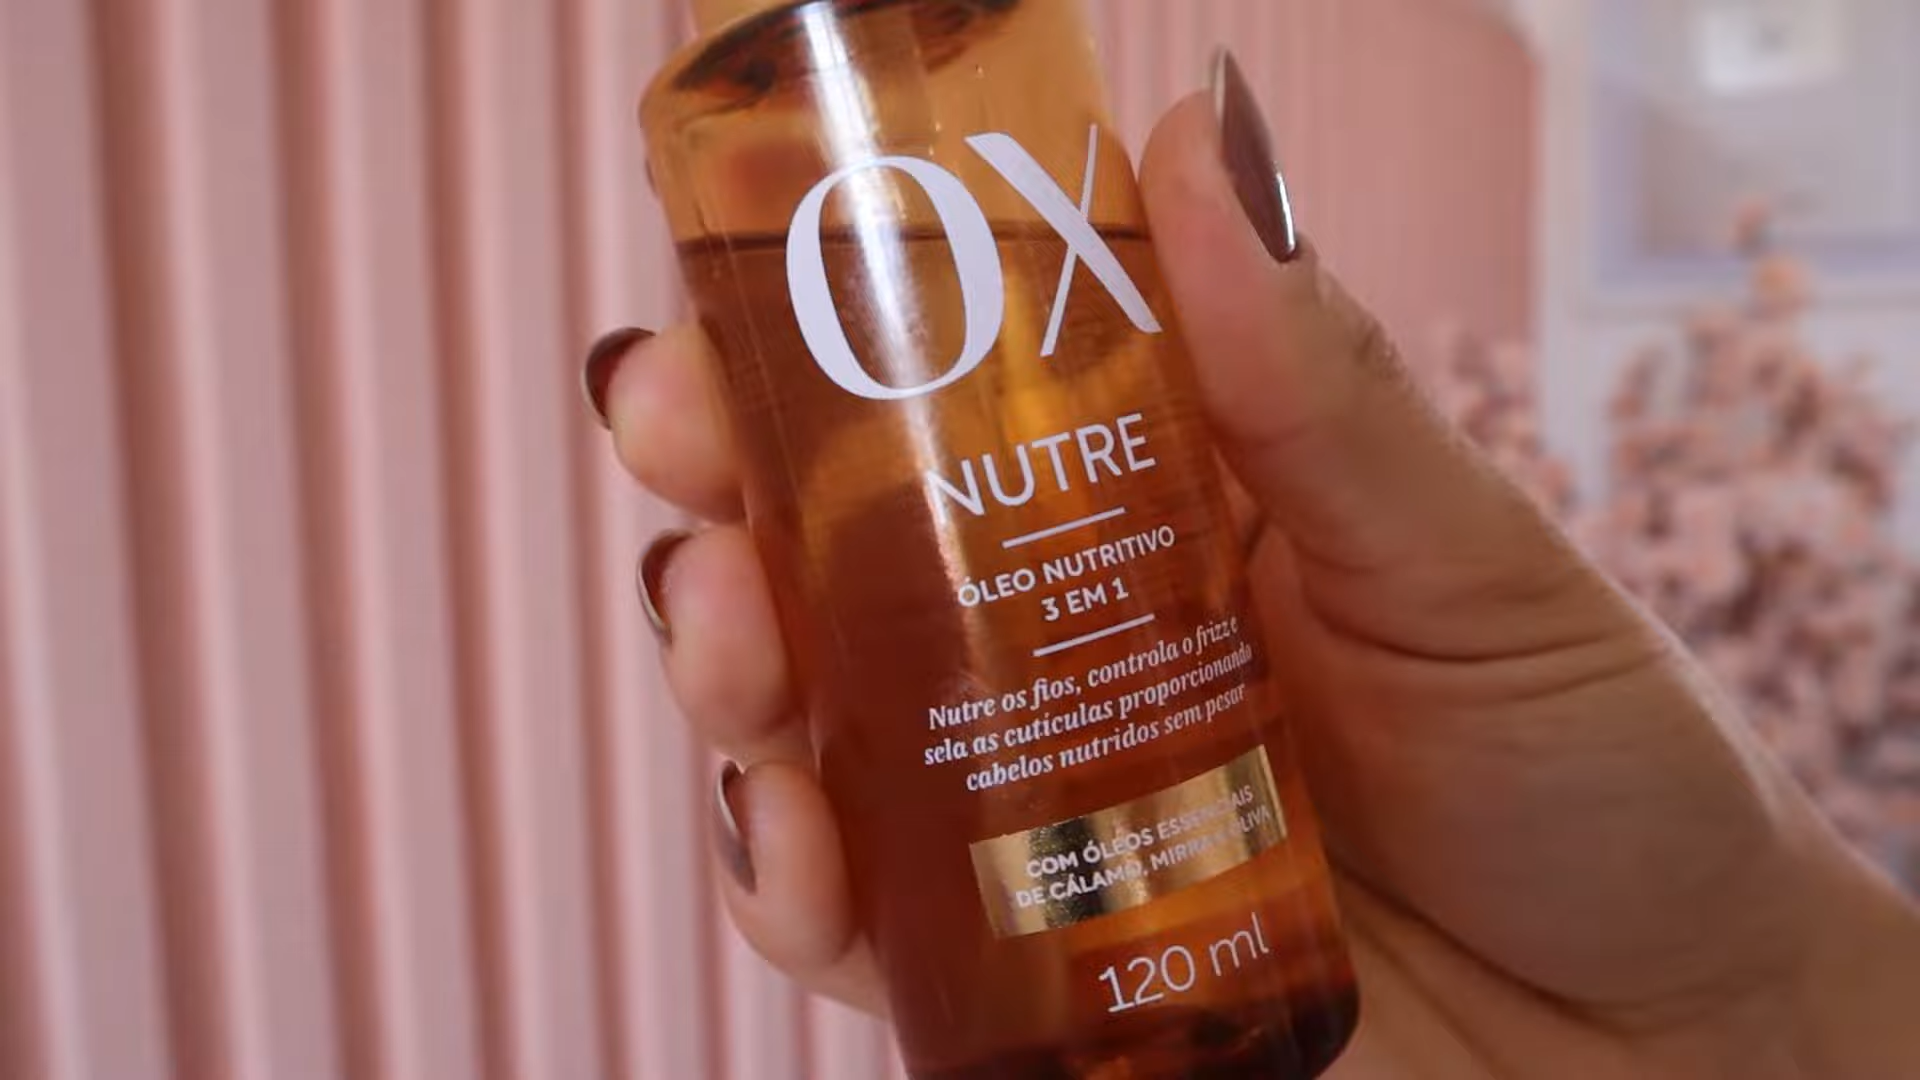 OX
NUTRE
ÓLEO NUTRITIVO
3 EM 1
Nutre os fios, controla o frizz e
sela as cutículas proporcionando
cabelos nutridos sem pesar
COM ÓLEOS ESSENCIAIS
DE CÁLAMO, MIRRA E OLIVA
120 ml